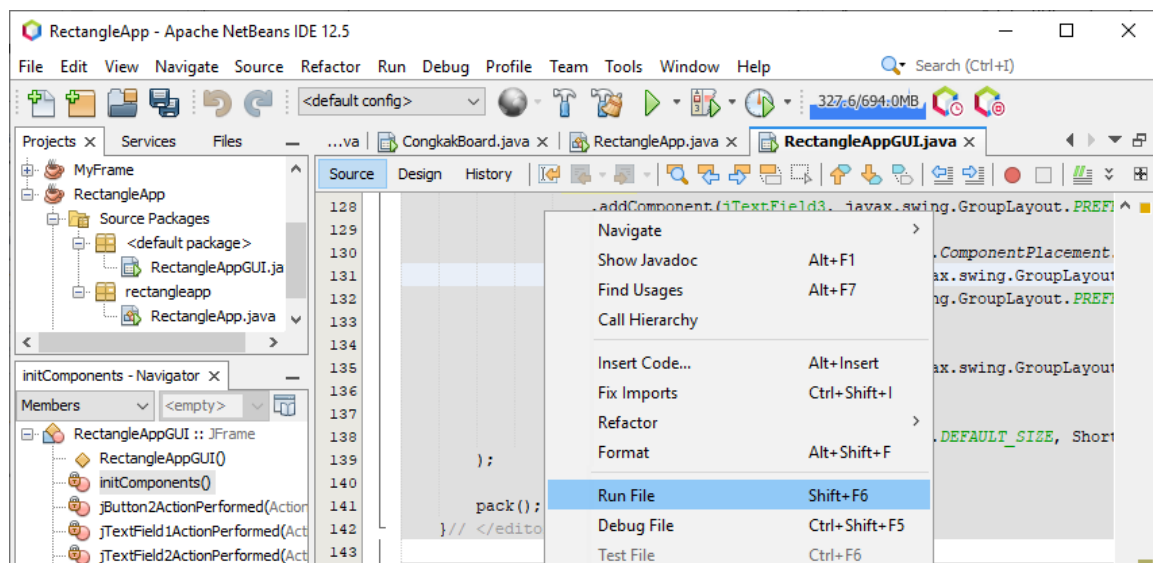 RectangleApp - Apache NetBeans IDE 12.5
File Edit View Navigate Source Refactor Run Debug Profile Team Tools Window Help Search (Ctrl+I)
<default config> 327.6/694.0MB
Projects Services Files
...va CongkakBoard.java RectangleApp.java RectangleAppGUI.java
Source Design History
MyFrame
RectangleApp
Source Packages
<default package>
RectangleAppGUI.ja
rectangleapp
RectangleApp.java
initComponents - Navigator
Members <empty>
RectangleAppGUI :: JFrame
RectangleAppGUI()
initComponents()
jButton2ActionPerformed(Action
jTextField1ActionPerformed(Act
jTextField2ActionPerformed(Act
128 .addComponent(jTextField3, javax.swing.GroupLayout.PREF
129
130 .ComponentPlacement.
131 ax.swing.GroupLayout
132 ng.GroupLayout.PREF
133
134
135 ax.swing.GroupLayout
136
137
138 .DEFAULT_SIZE, Short
139 );
140
141 pack();
142 }// </edito
143
Navigate
Show Javadoc Alt+F1
Find Usages Alt+F7
Call Hierarchy
Insert Code... Alt+Insert
Fix Imports Ctrl+Shift+I
Refactor
Format Alt+Shift+F
Run File Shift+F6
Debug File Ctrl+Shift+F5
Test File Ctrl+F6